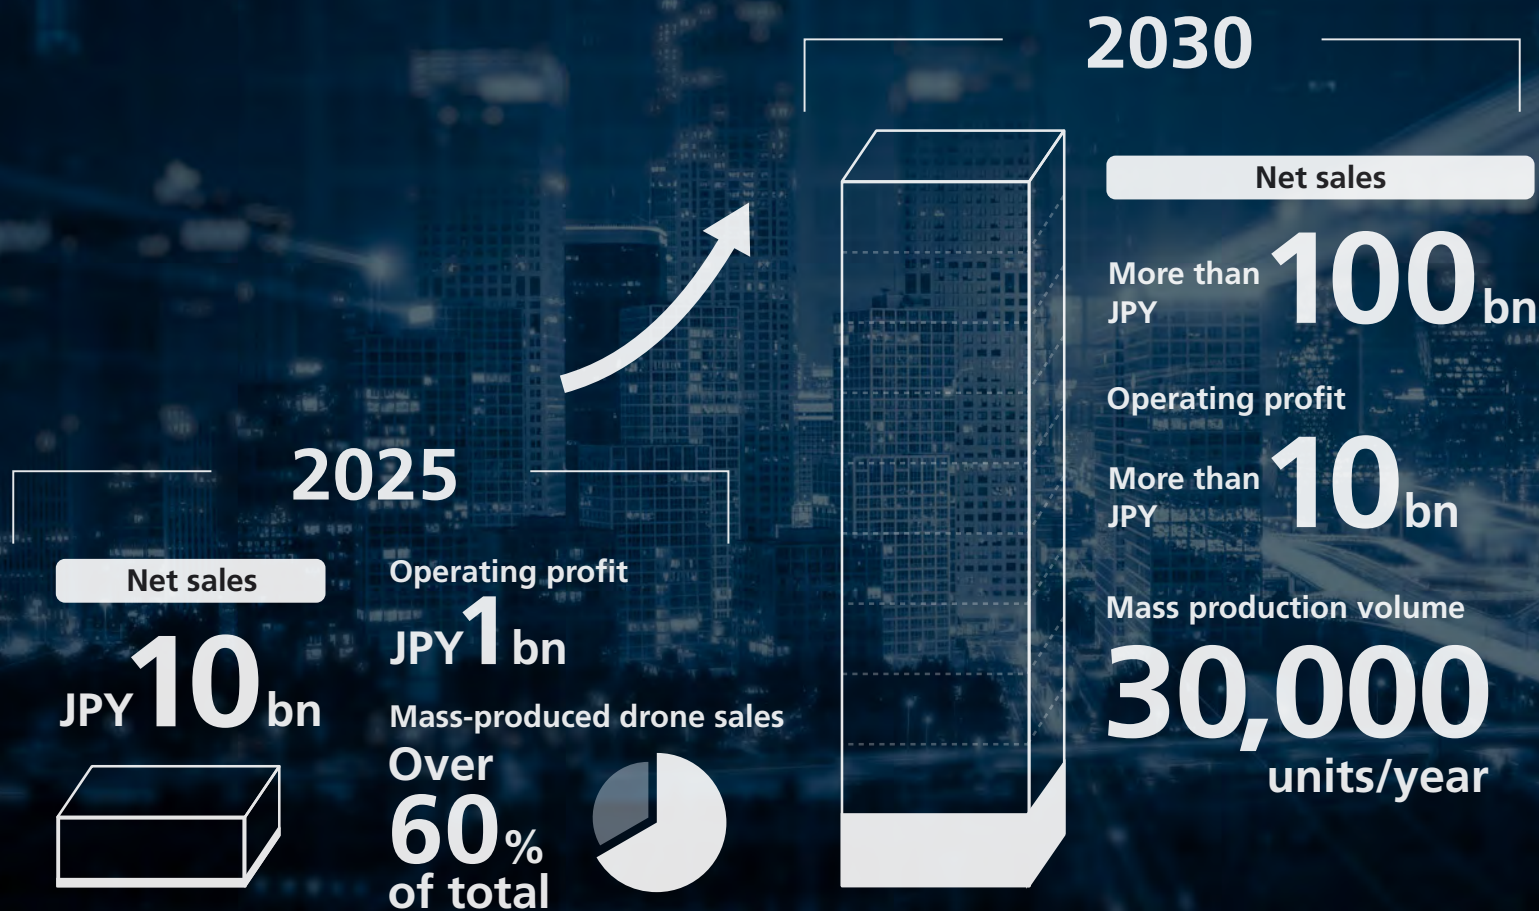 2025
Net sales
JPY 10 bn
Operating profit
JPY 1 bn
Mass-produced drone sales
Over
60%
of total
2030
Net sales
More than
JPY 100 bn
Operating profit
More than
JPY 10 bn
Mass production volume
30,000
units/year